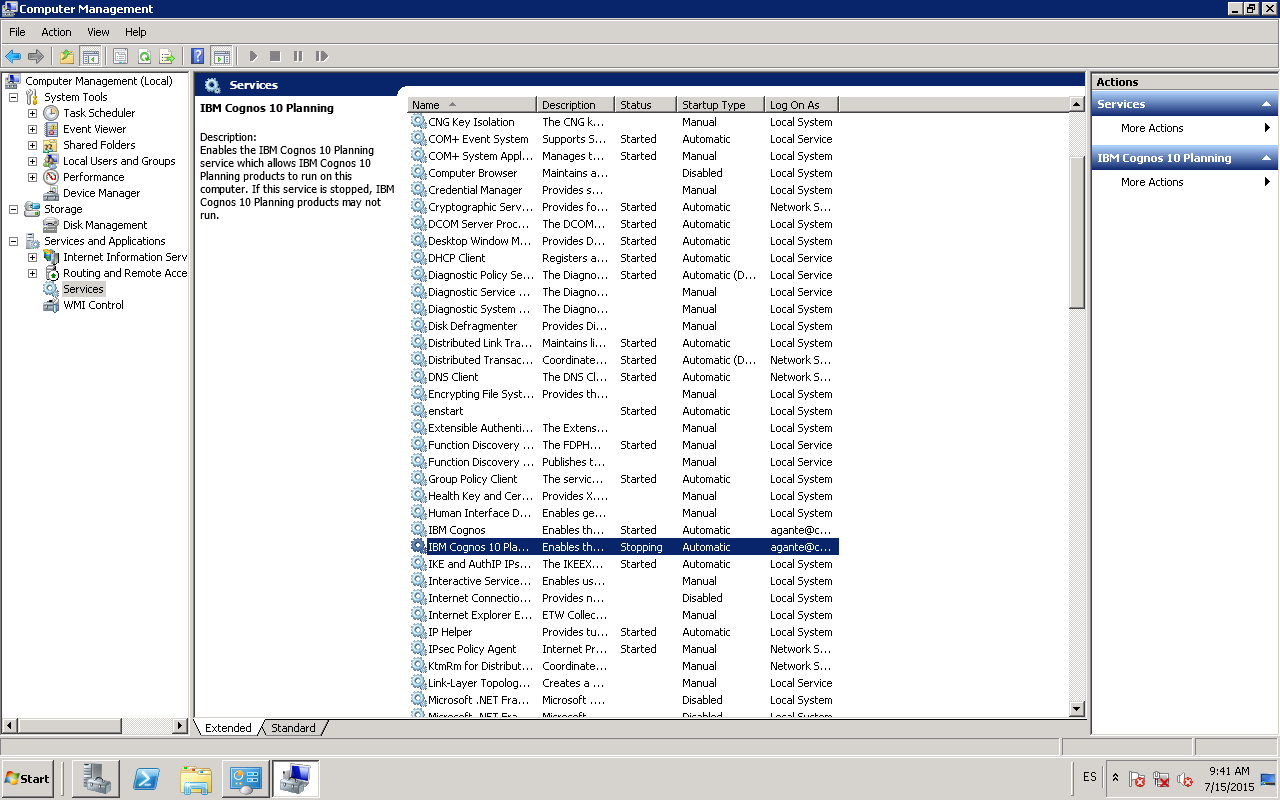 Computer Management
File Action View Help
Computer Management (Local)
System Tools
Task Scheduler
Event Viewer
Shared Folders
Local Users and Groups
Performance
Device Manager
Storage
Disk Management
Services and Applications
Internet Information Serv
Routing and Remote Acce
Services
WMI Control
Services
IBM Cognos 10 Planning
Description:
Enables the IBM Cognos 10 Planning
service which allows IBM Cognos 10
Planning products to run on this
computer. If this service is stopped, IBM
Cognos 10 Planning products may not
run.
Name Description Status Startup Type Log On As
CNG Key Isolation The CNG k... Manual Local System
COM+ Event System Supports S... Started Automatic Local Service
COM+ System Appl... Manages t... Started Manual Local System
Computer Browser Maintains a... Disabled Local System
Credential Manager Provides s... Manual Local System
Cryptographic Serv... Provides fo... Started Automatic Network S...
DCOM Server Proc... The DCOM... Started Automatic Local System
Desktop Window M... Provides D... Started Automatic Local System
DHCP Client Registers a... Started Automatic Local Service
Diagnostic Policy Se... The Diagno... Started Automatic (D... Local Service
Diagnostic Service ... The Diagno... Manual Local Service
Diagnostic System ... The Diagno... Manual Local System
Disk Defragmenter Provides Di... Manual Local System
Distributed Link Tra... Maintains li... Started Automatic Local System
Distributed Transac... Coordinate... Started Automatic (D... Network S...
DNS Client The DNS Cl... Started Automatic Network S...
Encrypting File Syst... Provides th... Manual Local System
enstart Started Automatic Local System
Extensible Authenti... The Extens... Manual Local System
Function Discovery ... The FDPH... Started Manual Local Service
Function Discovery ... Publishes t... Manual Local Service
Group Policy Client The servic... Started Automatic Local System
Health Key and Cer... Provides X.... Manual Local System
Human Interface D... Enables ge... Manual Local System
IBM Cognos Enables th... Started Automatic agante@c...
IBM Cognos 10 Pla... Enables th... Stopping Automatic agante@c...
IKE and AuthIP IPs... The IKEEX... Started Automatic Local System
Interactive Service... Enables us... Manual Local System
Internet Connectio... Provides n... Disabled Local System
Internet Explorer E... ETW Collec... Manual Local System
IP Helper Provides tu... Started Automatic Local System
IPsec Policy Agent Internet Pr... Started Manual Network S...
KtmRm for Distribut... Coordinate... Manual Network S...
Link-Layer Topolog... Creates a ... Manual Local Service
Microsoft .NET Fra... Microsoft .... Disabled Local System
Microsoft .NET Fra... Microsoft Disabled Local System
Extended Standard
Actions
Services
More Actions
IBM Cognos 10 Planning
More Actions
Start
ES
9:41 AM
7/15/2015